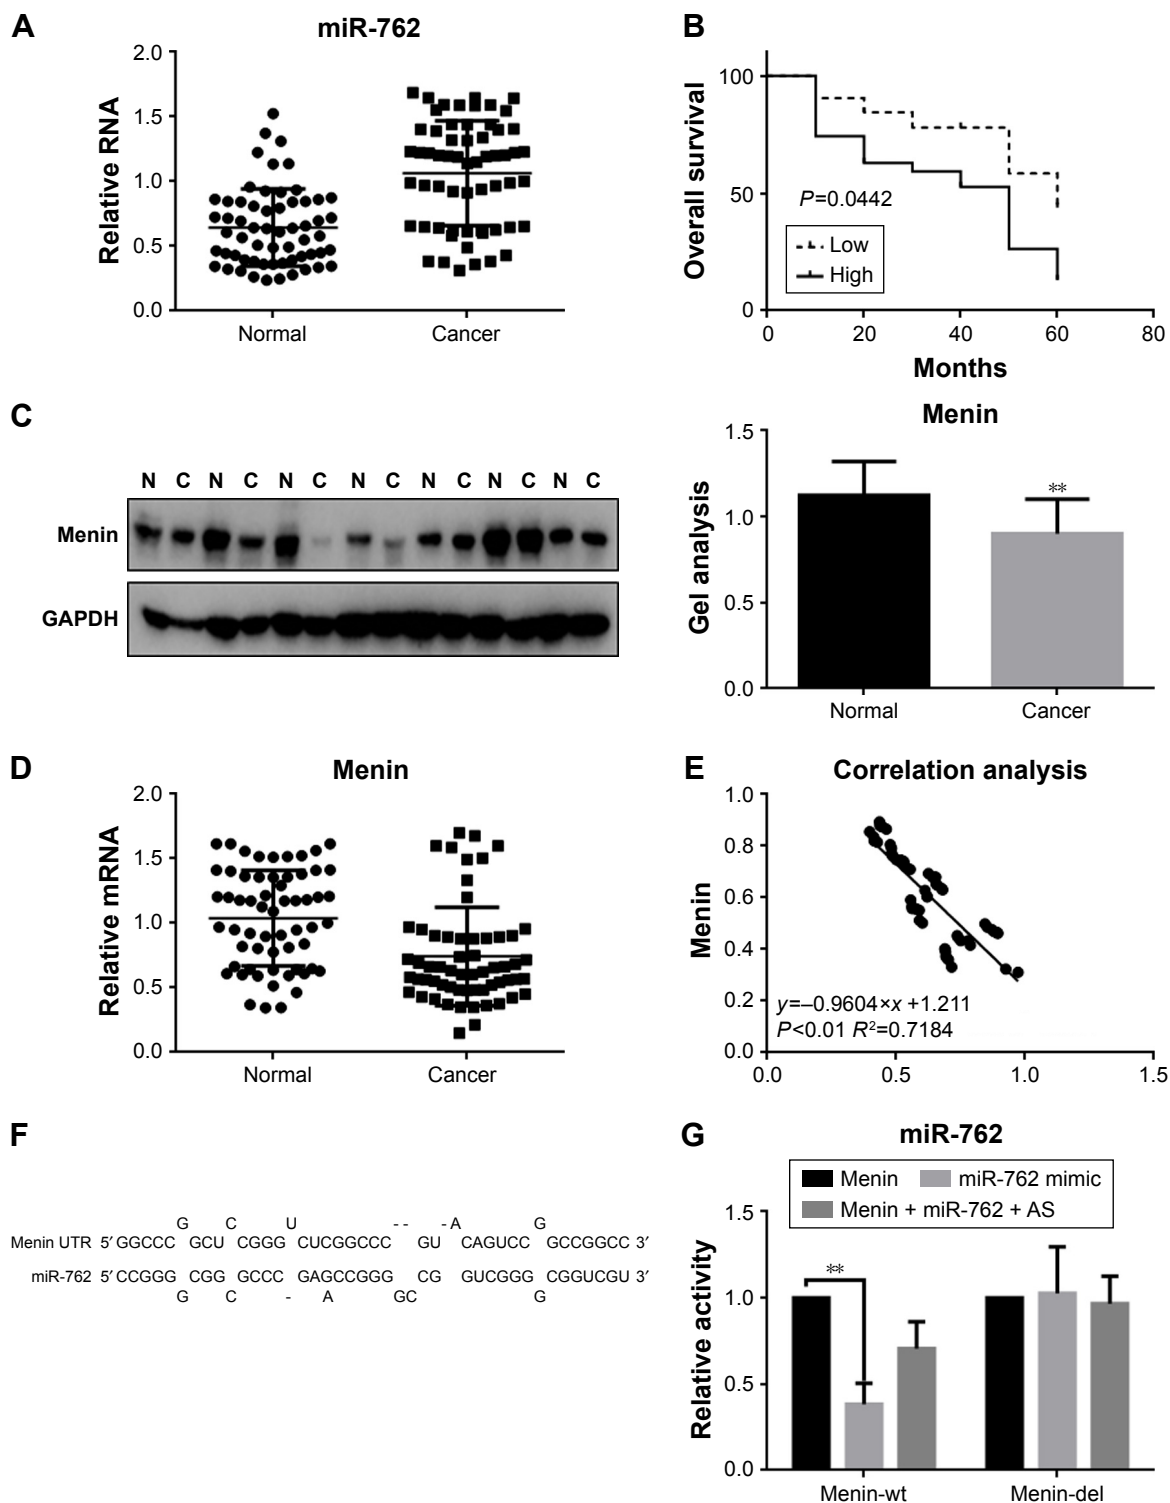 A
miR-762
Relative RNA
2.0
1.5
1.0
0.5
0.0
Normal Cancer
B
Overall survival
100
50
0
P=0.0442
Low
High
0 20 40 60 80
Months
C
N C N C N C N C N C N C N C
Menin
GAPDH
Menin
Gel analysis
1.5
1.0
0.5
0.0
**
Normal Cancer
D
Menin
Relative mRNA
2.0
1.5
1.0
0.5
0.0
Normal Cancer
E
Correlation analysis
Menin
1.0
0.8
0.6
0.4
0.2
0.0
y=–0.9604×x +1.211
P<0.01 R²=0.7184
0.0 0.5 1.0 1.5
F
G C U - - - A G
Menin UTR 5′ GGCCC GCU CGGG CUCGGCCC GU CAGUCC GCCGGCC 3′
miR-762 5′ CCGGG CGG GCCC GAGCCGGG CG GUCGGG CGGUCGU 3′
G C - A GC G
G
miR-762
Menin miR-762 mimic
Menin + miR-762 + AS
Relative activity
1.5
1.0
0.5
0.0
**
Menin-wt Menin-del